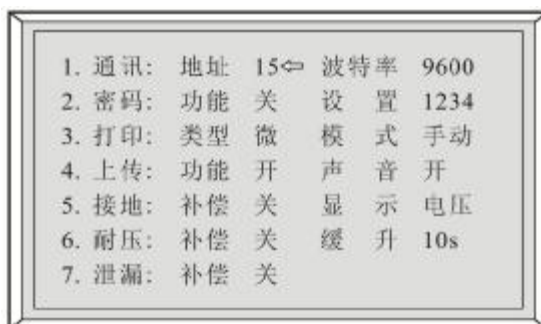 1. 通讯: 地址 15⇦ 波特率 9600
2. 密码: 功能 关 设 置 1234
3. 打印: 类型 微 模 式 手动
4. 上传: 功能 开 声 音 开
5. 接地: 补偿 关 显 示 电压
6. 耐压: 补偿 关 缓 升 10s
7. 泄漏: 补偿 关